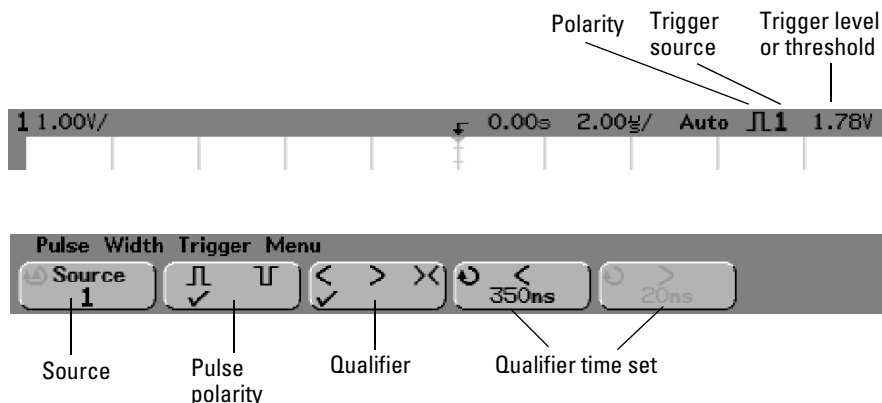 Polarity
Trigger source
Trigger level or threshold
1 1.00V/ 0.00s 2.00us/ Auto 1 1.78V
Pulse Width Trigger Menu
Source
1
< > ><
<
350ns
>
20ns
Source
Pulse polarity
Qualifier
Qualifier time set